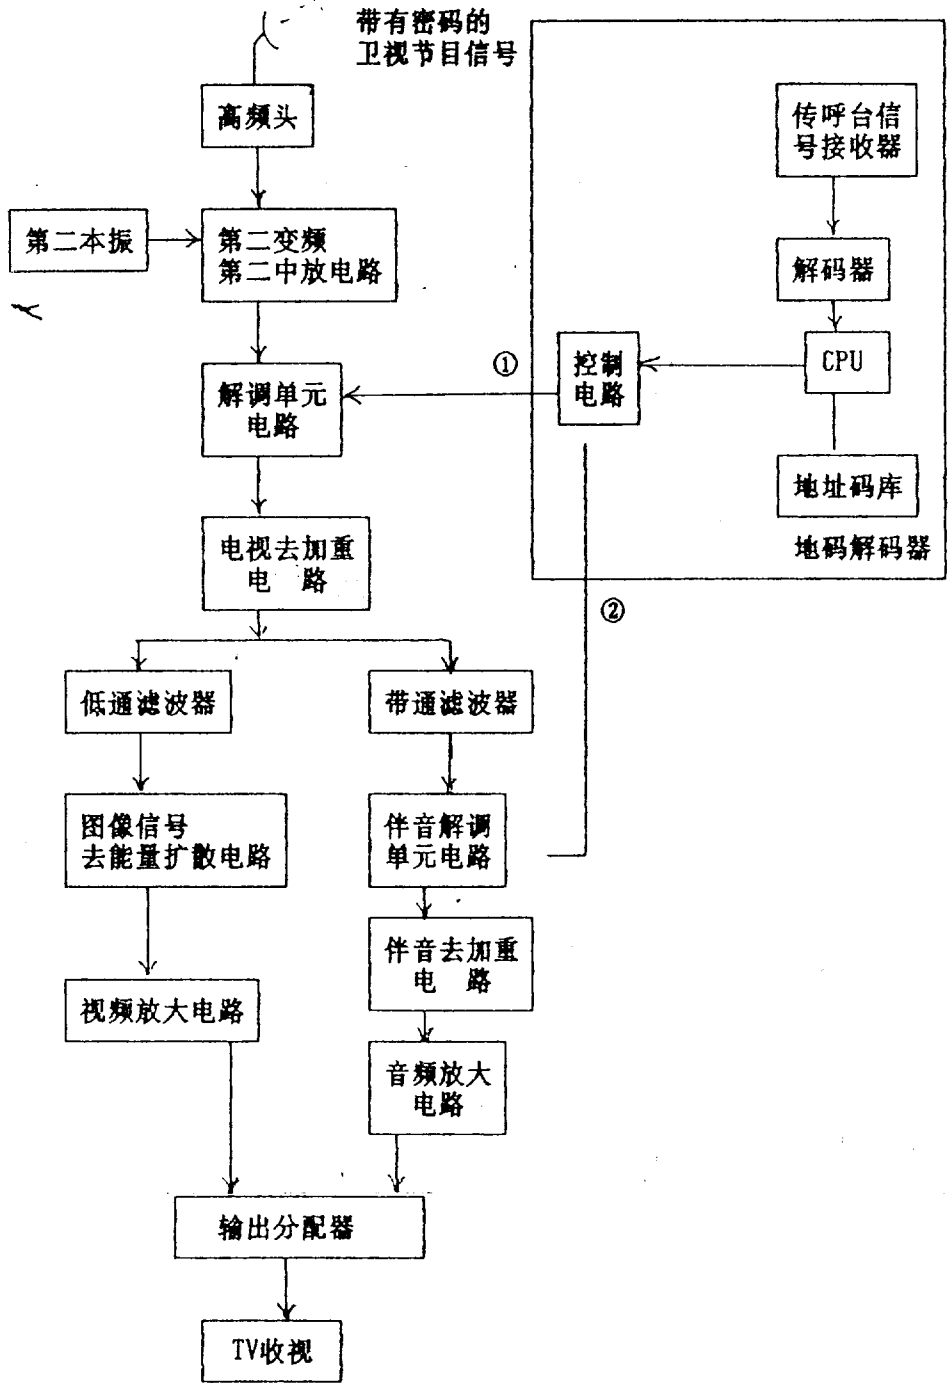 带有密码的
卫视节目信号
高频头
传呼台信
号接收器
第二本振
第二变频
第二中放电路
解码器
CPU
①
控制
电路
解调单元
电路
地址码库
地码解码器
电视去加重
电 路
②
低通滤波器
带通滤波器
图像信号
去能量扩散电路
伴音解调
单元电路
伴音去加重
电 路
视频放大电路
音频放大
电路
输出分配器
TV收视